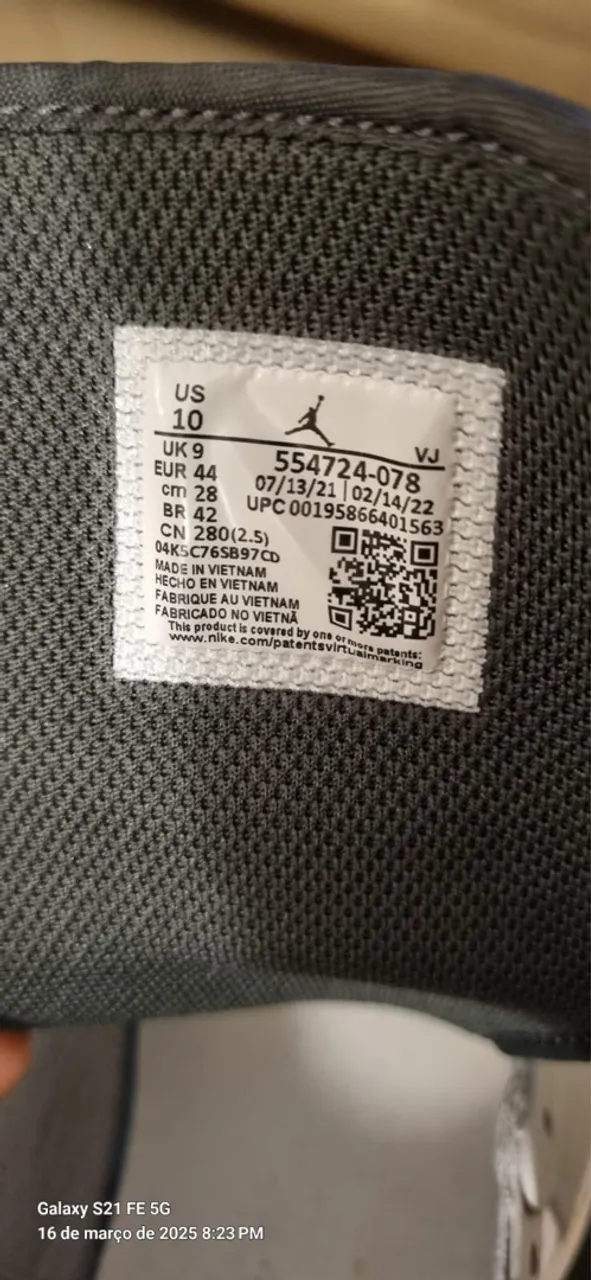 US
10
VJ
UK 9
554724-078
EUR 44
07/13/21 | 02/14/22
cm 28
UPC 00195866401563
BR 42
CN 280(2.5)
04K5C76SB97CD
MADE IN VIETNAM
HECHO EN VIETNAM
FABRIQUE AU VIETNAM
FABRICADO NO VIETNÃ
This product is covered by one or more patents:
www.nike.com/patentsvirtualmarking
Galaxy S21 FE 5G
16 de março de 2025 8:23 PM